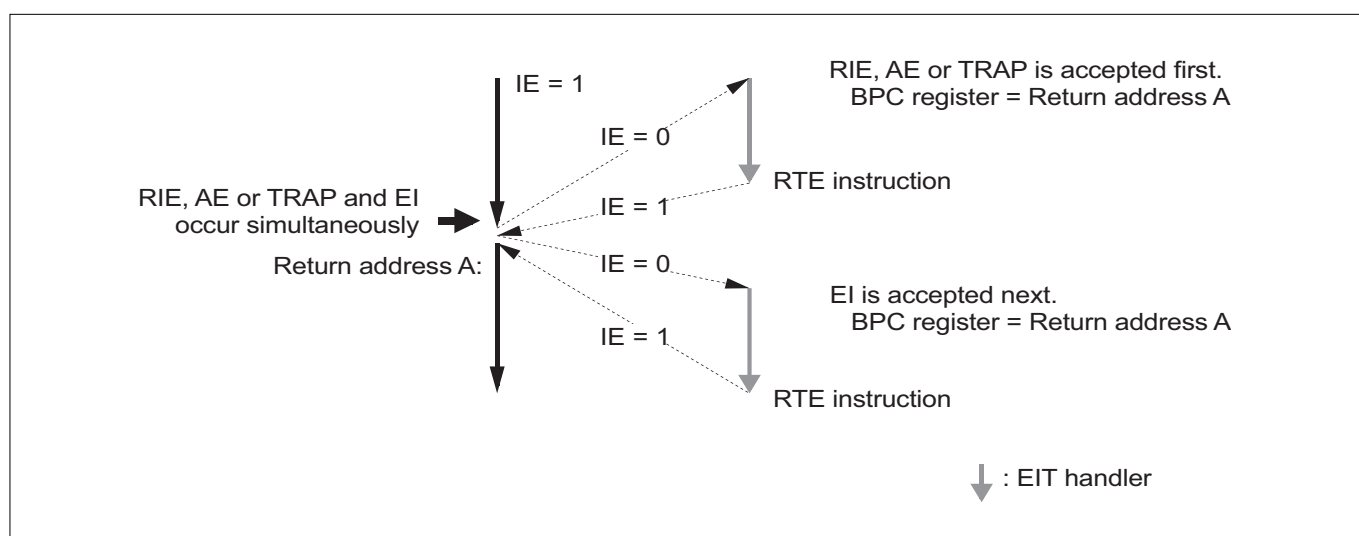 IE = 1
RIE, AE or TRAP is accepted first.
BPC register = Return address A
IE = 0
RTE instruction
RIE, AE or TRAP and EI
occur simultaneously
IE = 1
Return address A:
IE = 0
EI is accepted next.
BPC register = Return address A
IE = 1
RTE instruction
: EIT handler